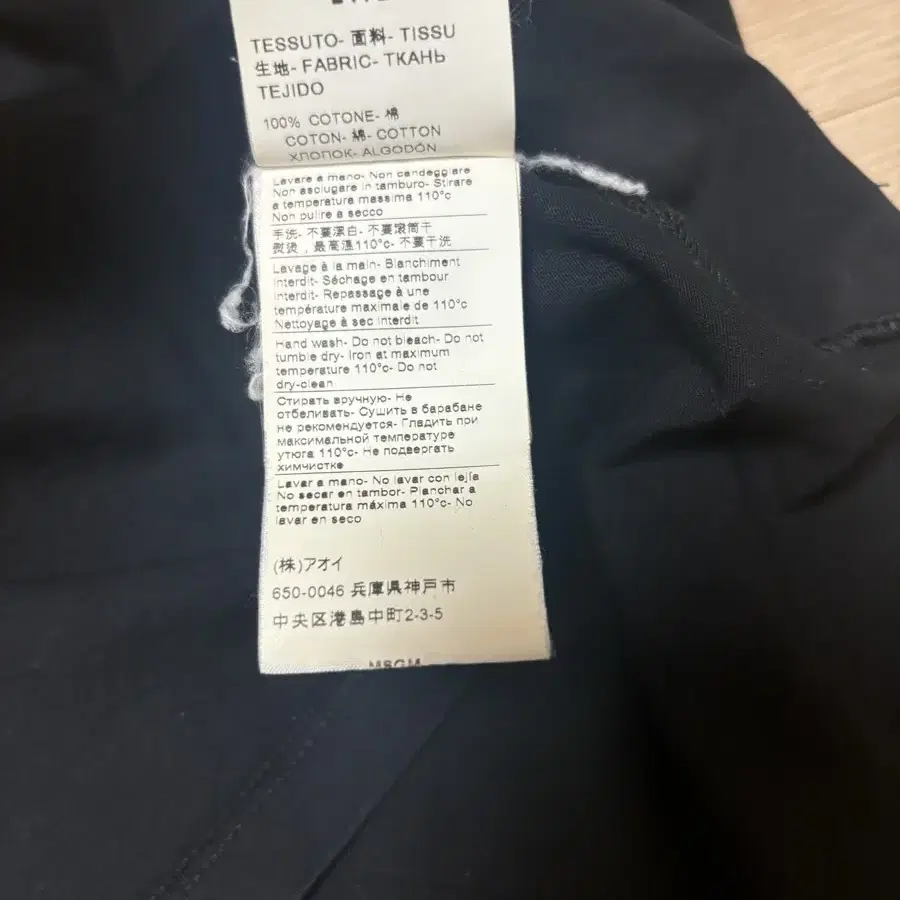 TESSUTO- 面料- TISSU
生地- FABRIC- ТКАНЬ
TEJIDO
100% COTONE- 棉
COTON- 綿- COTTON
ХЛОПОК- ALGODÓN
Lavare a mano- Non candeggiare
Non asciugare in tamburo- Stirare
a temperatura massima 110°c
Non pulire a secco
手洗- 不要漂白- 不要滾筒干
熨烫，最高溫110°c- 不要干洗
Lavage à la main- Blanchiment
interdit- Séchage en tambour
interdit- Repassage à une
température maximale de 110°c
Nettoyage à sec interdit
Hand wash- Do not bleach- Do not
tumble dry- Iron at maximum
temperature 110°c- Do not
dry-clean
Стирать вручную- Не
отбеливать- Сушить в барабане
не рекомендуется- Гладить при
максимальной температуре
утюга 110°c- Не подвергать
химчистке
Lavar a mano- No lavar con lejía
No secar en tambor- Planchar a
temperatura máxima 110°c- No
lavar en seco
(株)アオイ
650-0046 兵庫県神戸市
中央区港島中町2-3-5
MSGM